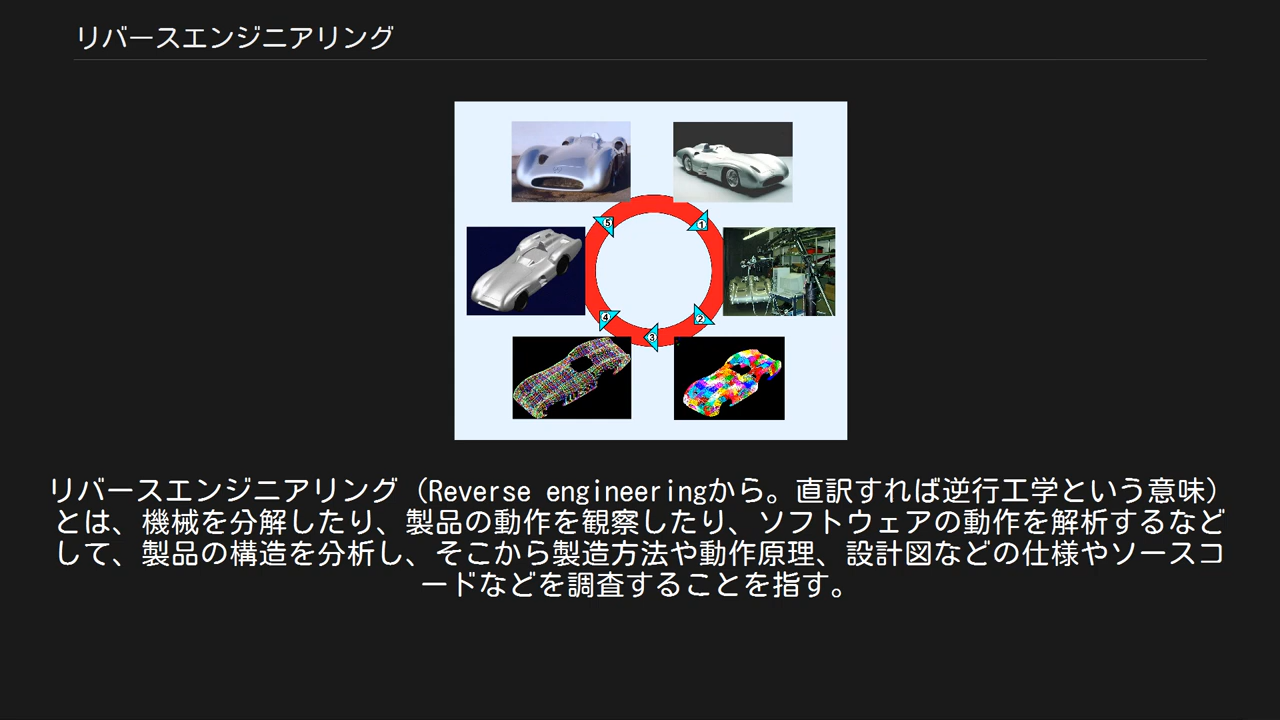 リバースエンジニアリング
5
1
4
2
3
リバースエンジニアリング（Reverse engineeringから。直訳すれば逆行工学という意味）
とは、機械を分解したり、製品の動作を観察したり、ソフトウェアの動作を解析するなど
して、製品の構造を分析し、そこから製造方法や動作原理、設計図などの仕様やソースコ
ードなどを調査することを指す。